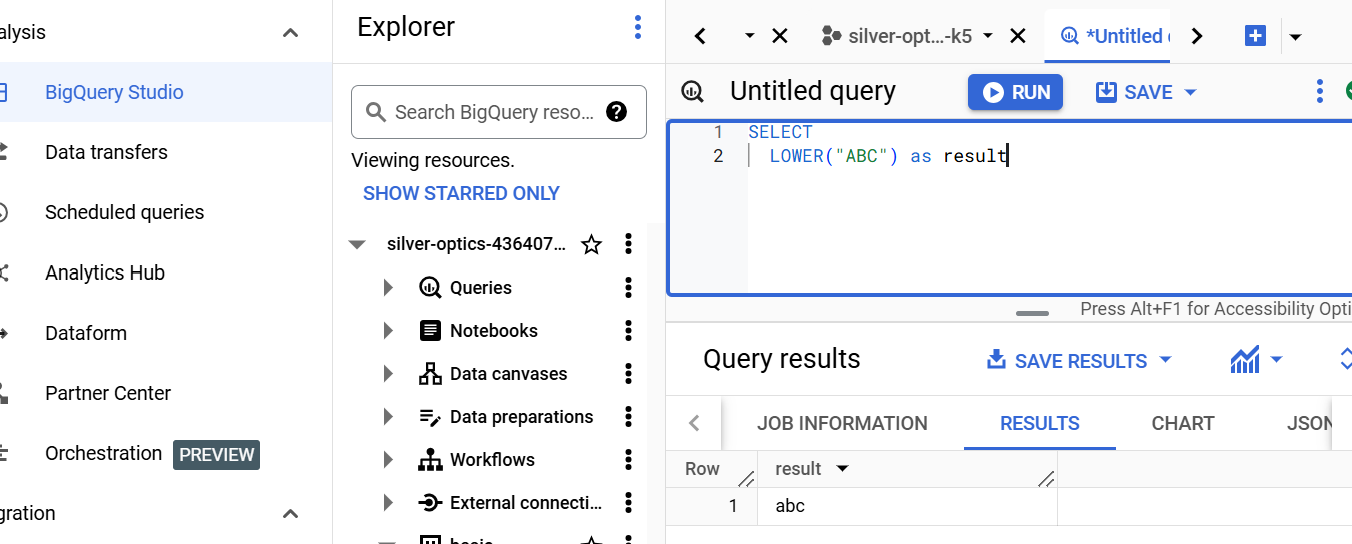 alysis
BigQuery Studio
Data transfers
Scheduled queries
Analytics Hub
Dataform
Partner Center
Orchestration PREVIEW
gration
Explorer
Search BigQuery reso...
Viewing resources.
SHOW STARRED ONLY
silver-optics-436407...
Queries
Notebooks
Data canvases
Data preparations
Workflows
External connecti...
basic
silver-opt...-k5
*Untitled
Untitled query RUN SAVE
1 SELECT
2 LOWER("ABC") as result
Press Alt+F1 for Accessibility Opti
Query results SAVE RESULTS
JOB INFORMATION RESULTS CHART JSON
Row result
1 abc